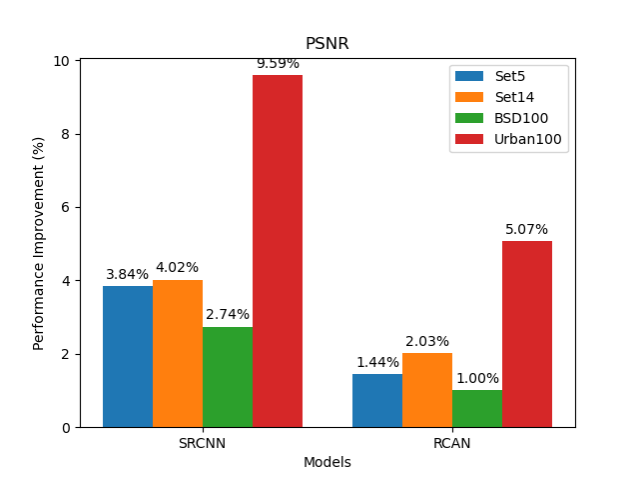 PSNR
Performance Improvement (%)
10
8
6
4
2
0
3.84%
4.02%
2.74%
9.59%
1.44%
2.03%
1.00%
5.07%
Set5
Set14
BSD100
Urban100
SRCNN
RCAN
Models